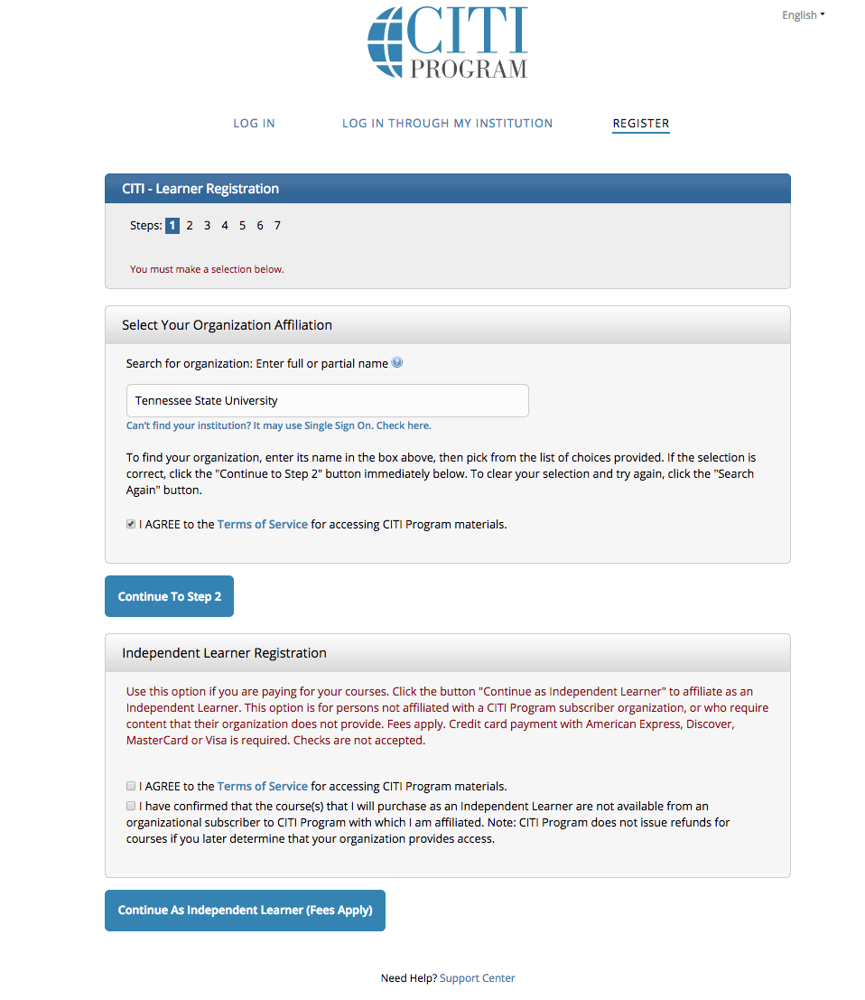 CITI
PROGRAM
English
LOG IN
LOG IN THROUGH MY INSTITUTION
REGISTER
CITI - Learner Registration
Steps: 1 2 3 4 5 6 7
You must make a selection below.
Select Your Organization Affiliation
Search for organization: Enter full or partial name ?
Tennessee State University
Can't find your institution? It may use Single Sign On. Check here.
To find your organization, enter its name in the box above, then pick from the list of choices provided. If the selection is
correct, click the "Continue to Step 2" button immediately below. To clear your selection and try again, click the "Search
Again" button.
I AGREE to the Terms of Service for accessing CITI Program materials.
Continue To Step 2
Independent Learner Registration
Use this option if you are paying for your courses. Click the button "Continue as Independent Learner" to affiliate as an
Independent Learner. This option is for persons not affiliated with a CITI Program subscriber organization, or who require
content that their organization does not provide. Fees apply. Credit card payment with American Express, Discover,
MasterCard or Visa is required. Checks are not accepted.
I AGREE to the Terms of Service for accessing CITI Program materials.
I have confirmed that the course(s) that I will purchase as an Independent Learner are not available from an
organizational subscriber to CITI Program with which I am affiliated. Note: CITI Program does not issue refunds for
courses if you later determine that your organization provides access.
Continue As Independent Learner (Fees Apply)
Need Help? Support Center